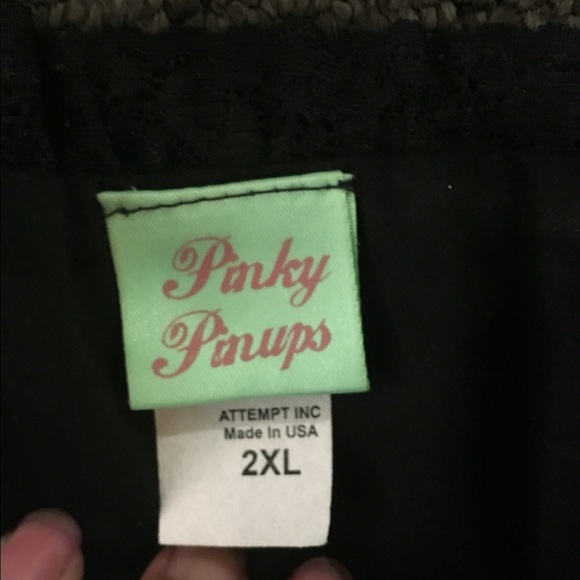 Pinky
Pinups
ATTEMPT INC
Made In USA
2XL